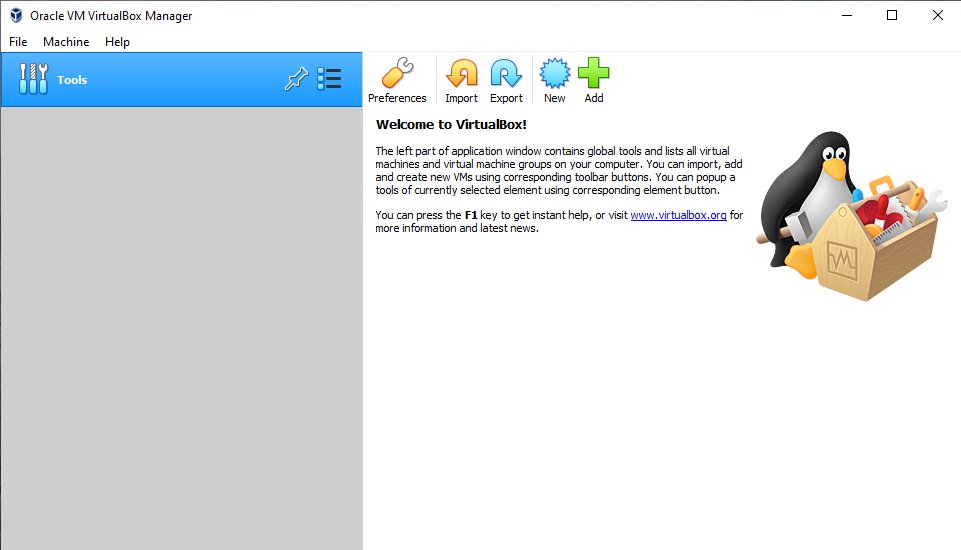 Oracle VM VirtualBox Manager
File Machine Help
Tools
Preferences Import Export New Add
Welcome to VirtualBox!
The left part of application window contains global tools and lists all virtual
machines and virtual machine groups on your computer. You can import, add
and create new VMs using corresponding toolbar buttons. You can popup a
tools of currently selected element using corresponding element button.
You can press the F1 key to get instant help, or visit www.virtualbox.org for
more information and latest news.